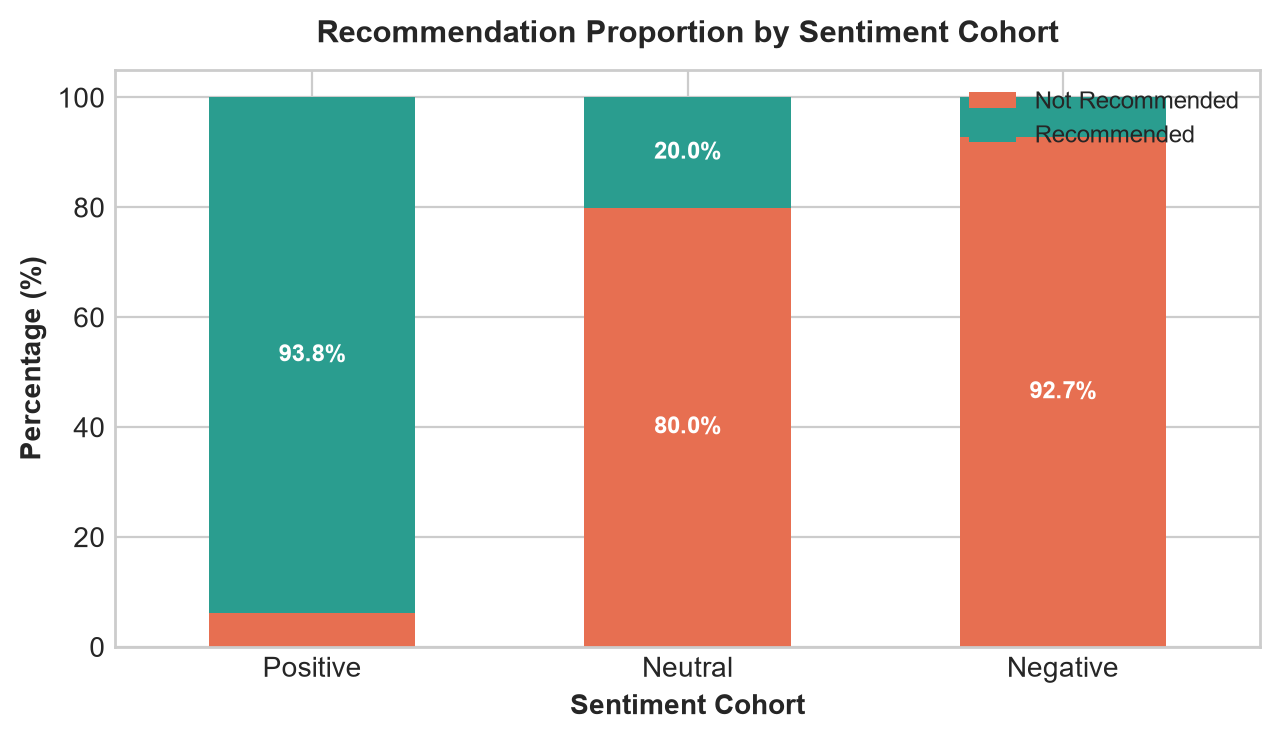 Recommendation Proportion by Sentiment Cohort
Percentage (%)
100
80
60
40
20
0
93.8%
20.0%
80.0%
92.7%
Not Recommended
Recommended
Positive
Neutral
Negative
Sentiment Cohort